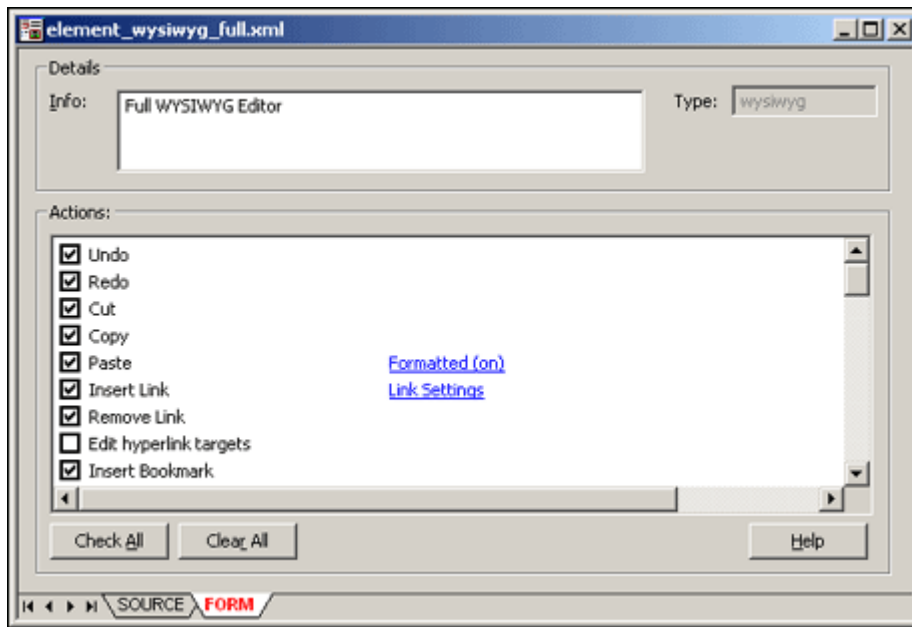 element_wysiwyg_full.xml
Details
Info:
Full WYSIWYG Editor
Type:
wysiwyg
Actions:
Undo
Redo
Cut
Copy
Paste
Formatted (on)
Insert Link
Link Settings
Remove Link
Edit hyperlink targets
Insert Bookmark
Check All
Clear All
Help
SOURCE
FORM